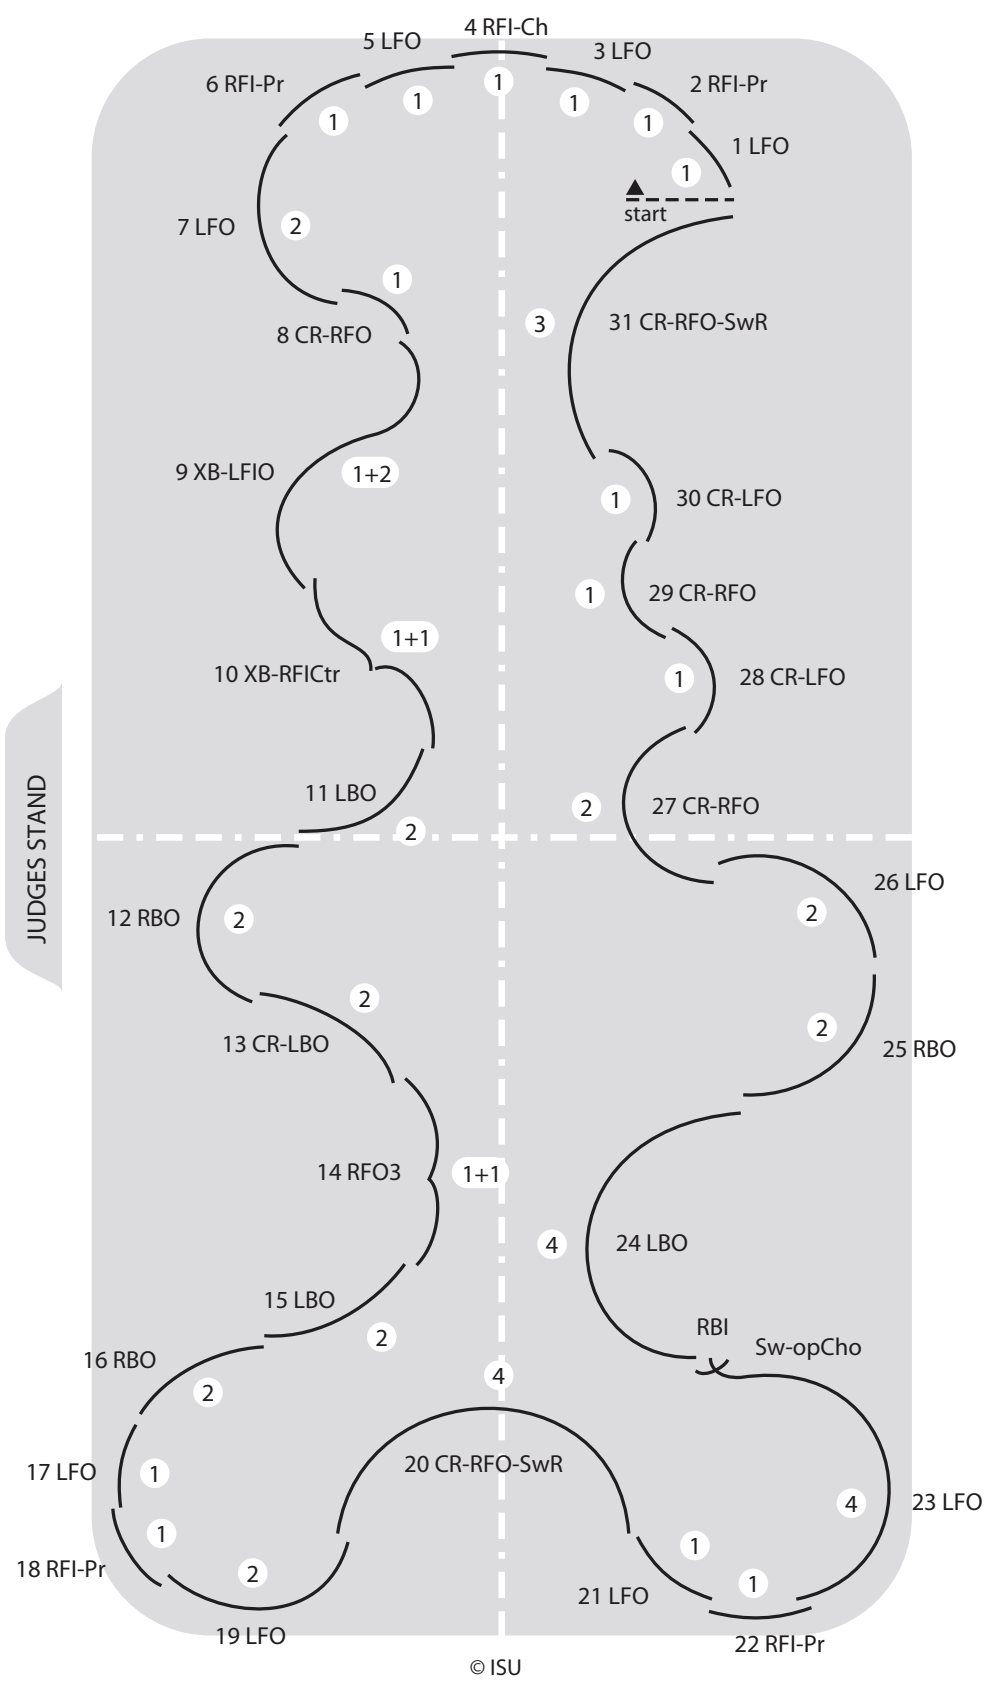 4 RFI-Ch
5 LFO
3 LFO
6 RFI-Pr
2 RFI-Pr
1
1
1
1
1
1 LFO
1
start
7 LFO
2
1
8 CR-RFO
3
31 CR-RFO-SwR
9 XB-LFIO
1+2
1
30 CR-LFO
1
29 CR-RFO
1+1
10 XB-RFICtr
1
28 CR-LFO
11 LBO
2
2
27 CR-RFO
JUDGES STAND
12 RBO
2
26 LFO
2
2
13 CR-LBO
2
25 RBO
14 RFO3
1+1
4
24 LBO
15 LBO
2
RBI
Sw-opCho
16 RBO
2
4
20 CR-RFO-SwR
17 LFO
1
4
23 LFO
1
18 RFI-Pr
2
19 LFO
1
21 LFO
1
22 RFI-Pr
© ISU